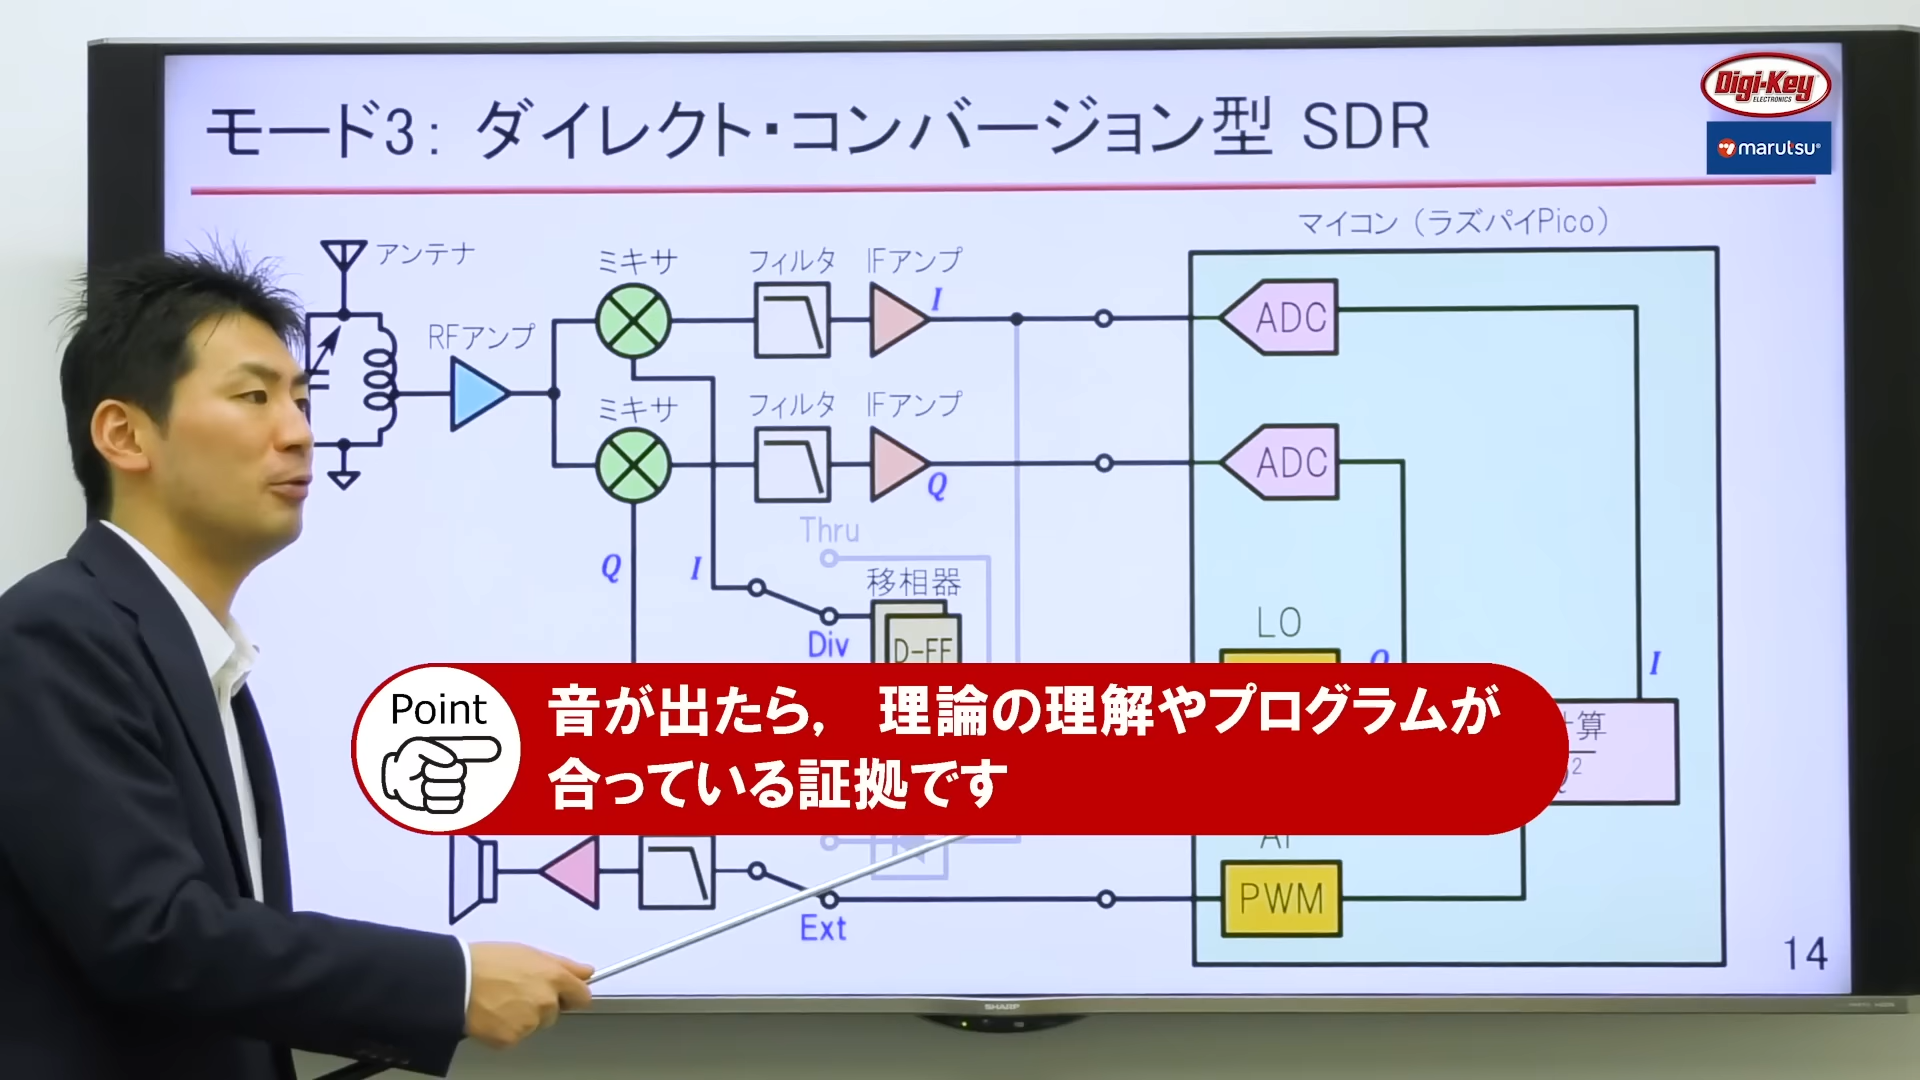 モード3: ダイレクト・コンバージョン型 SDR
Digi-Key
ELECTRONICS
marutsu
マイコン（ラズパイPico）
アンテナ
ミキサ
フィルタ
IFアンプ
I
ADC
RFアンプ
ミキサ
フィルタ
IFアンプ
Q
ADC
Thru
Q
I
移相器
Div
D-FF
LO
Q
I
Point
音が出たら， 理論の理解やプログラムが
合っている証拠です
算
2
PWM
Ext
14
SHARP